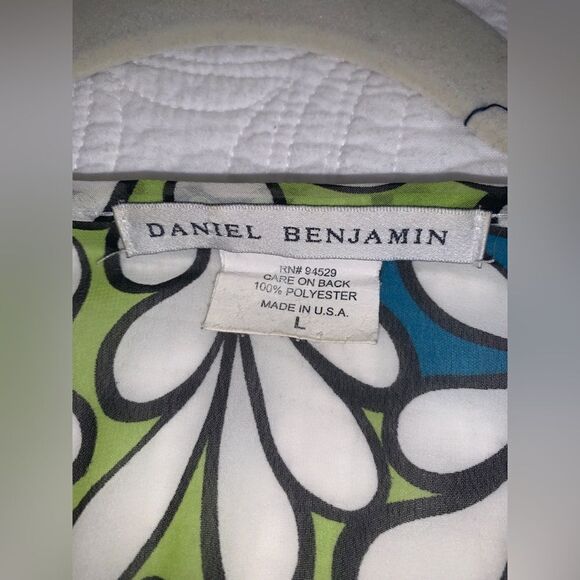 DANIEL BENJAMIN
RN# 94529
CARE ON BACK
100% POLYESTER
MADE IN U.S.A.
L